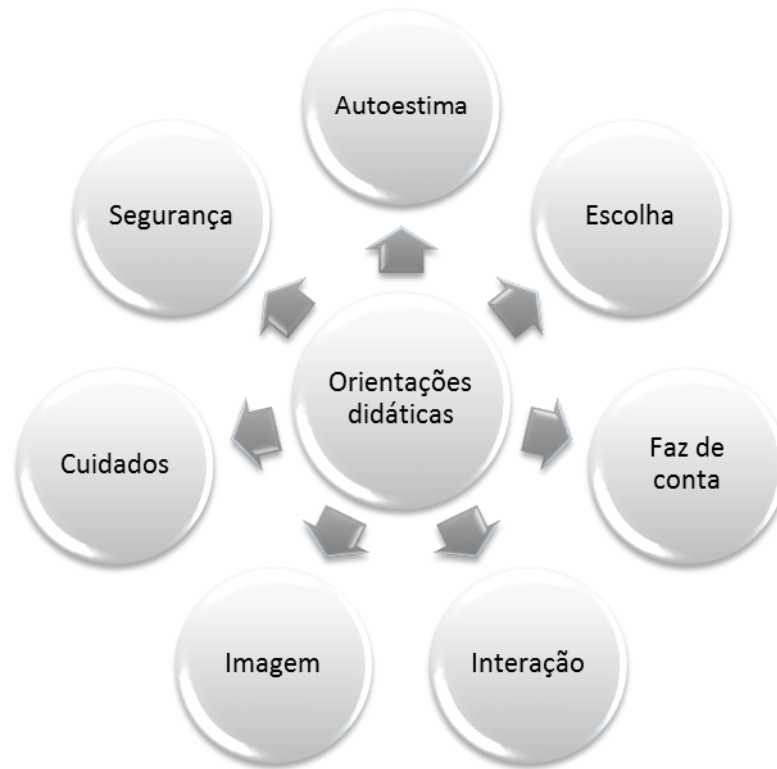 Autoestima
Segurança
Escolha
Orientações
didáticas
Cuidados
Faz de
conta
Imagem
Interação